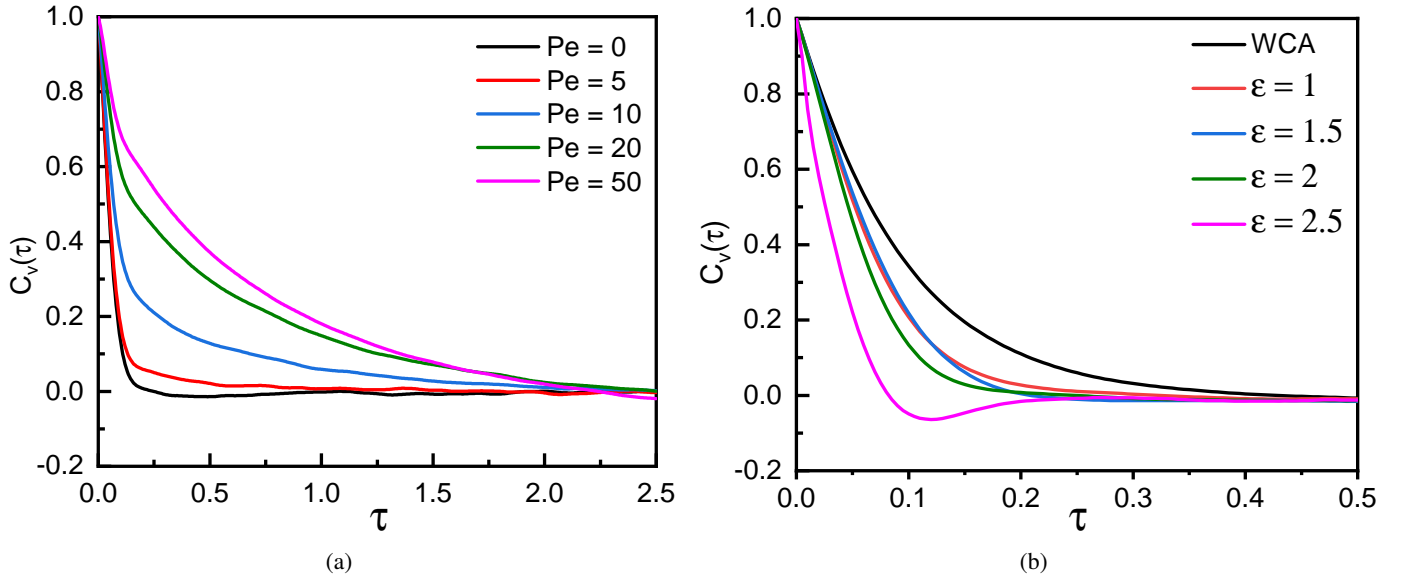 1.0
0.8
0.6
0.4
0.2
0.0
-0.2
C_v(τ)
Pe = 0
Pe = 5
Pe = 10
Pe = 20
Pe = 50
0.0 0.5 1.0 1.5 2.0 2.5
τ
(a)
1.0
0.8
0.6
0.4
0.2
0.0
-0.2
C_v(τ)
WCA
ε = 1
ε = 1.5
ε = 2
ε = 2.5
0.0 0.1 0.2 0.3 0.4 0.5
τ
(b)